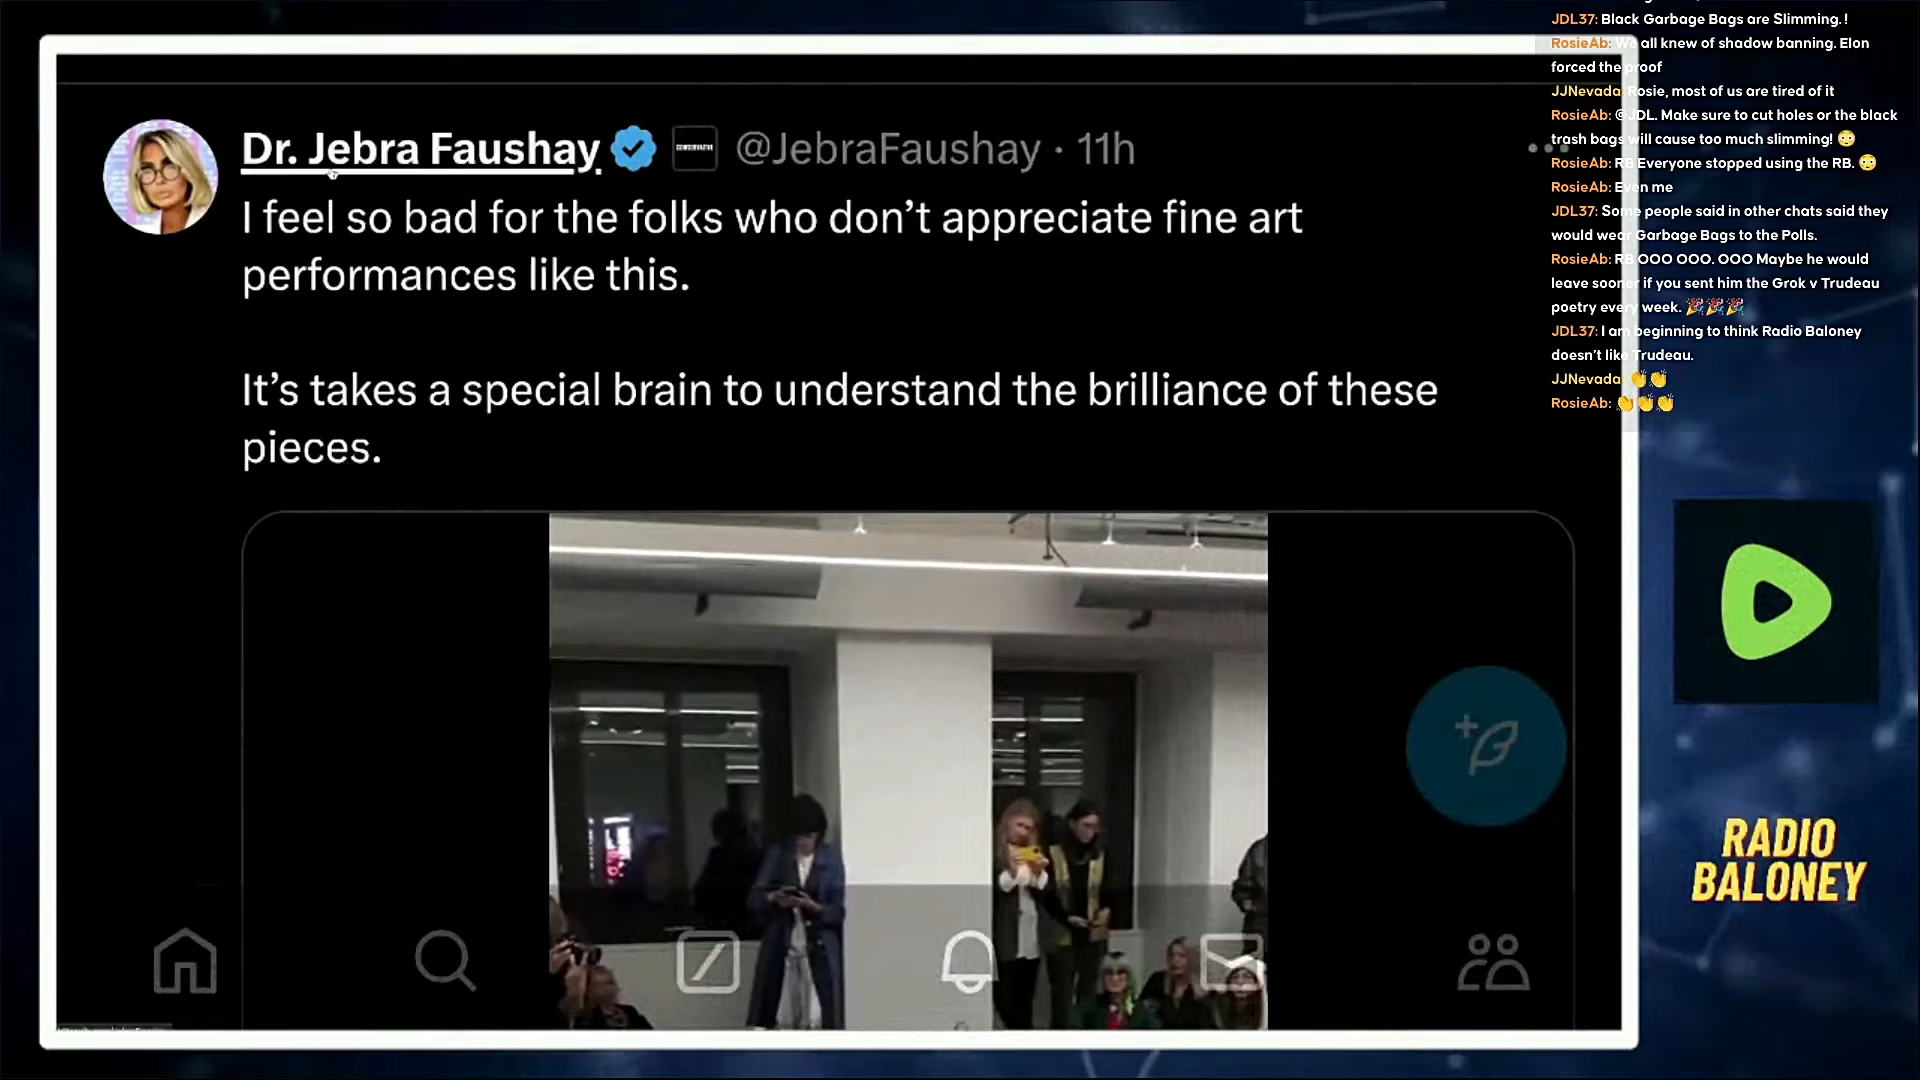 Dr. Jebra Faushay @JebraFaushay · 11h
I feel so bad for the folks who don’t appreciate fine art
performances like this.
It’s takes a special brain to understand the brilliance of these
pieces.
JDL37: Black Garbage Bags are Slimming. !
RosieAb: We all knew of shadow banning. Elon
forced the proof
JJNevada: Rosie, most of us are tired of it
RosieAb: @JDL. Make sure to cut holes or the black
trash bags will cause too much slimming! 😳
RosieAb: RB Everyone stopped using the RB. 😳
RosieAb: Even me
JDL37: Some people said in other chats said they
would wear Garbage Bags to the Polls.
RosieAb: RB OOO OOO. OOO Maybe he would
leave sooner if you sent him the Grok v Trudeau
poetry every week. 🎉🎉🎉
JDL37: I am beginning to think Radio Baloney
doesn’t like Trudeau.
JJNevada: 👏👏
RosieAb: 👏👏👏
RADIO
BALONEY